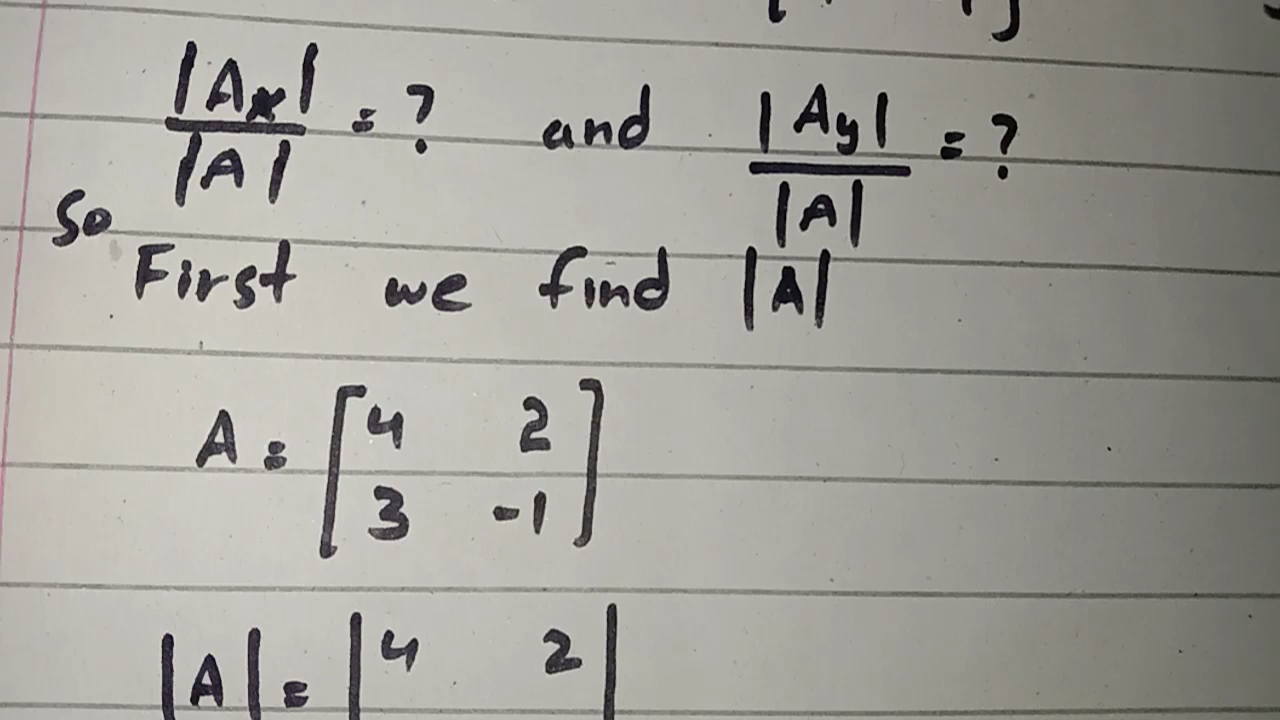 |Ax|/|A| = ? and |Ay|/|A| = ?
So
First we find |A|
A = [4 2
3 -1]
|A| = |4 2|